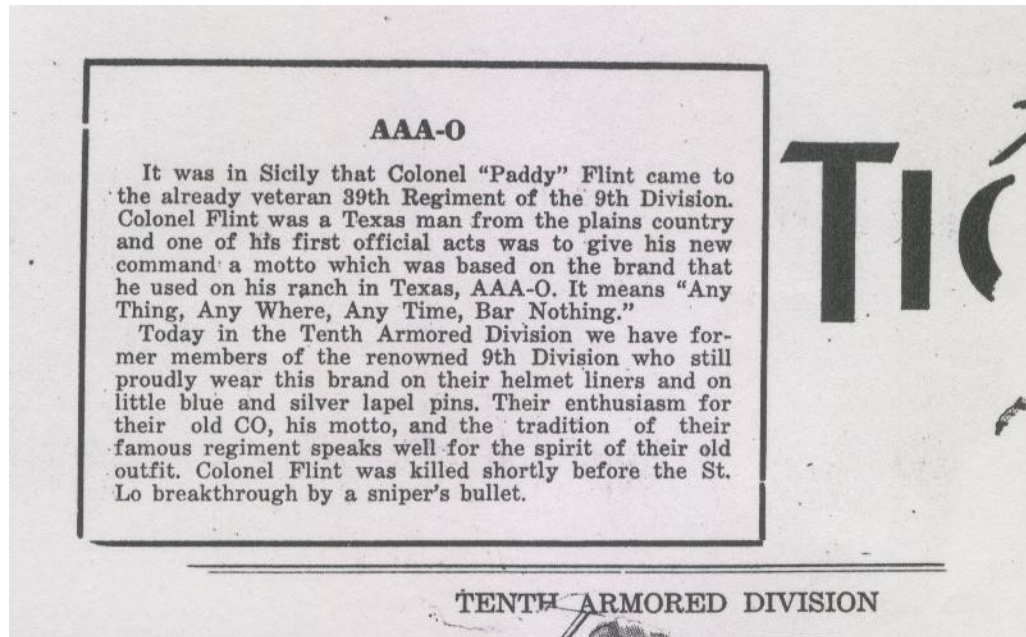 AAA-O
It was in Sicily that Colonel “Paddy” Flint came to
the already veteran 39th Regiment of the 9th Division.
Colonel Flint was a Texas man from the plains country
and one of his first official acts was to give his new
command a motto which was based on the brand that
he used on his ranch in Texas, AAA-O. It means “Any
Thing, Any Where, Any Time, Bar Nothing.”
Today in the Tenth Armored Division we have for-
mer members of the renowned 9th Division who still
proudly wear this brand on their helmet liners and on
little blue and silver lapel pins. Their enthusiasm for
their old CO, his motto, and the tradition of their
famous regiment speaks well for the spirit of their old
outfit. Colonel Flint was killed shortly before the St.
Lo breakthrough by a sniper’s bullet.
TENTH ARMORED DIVISION